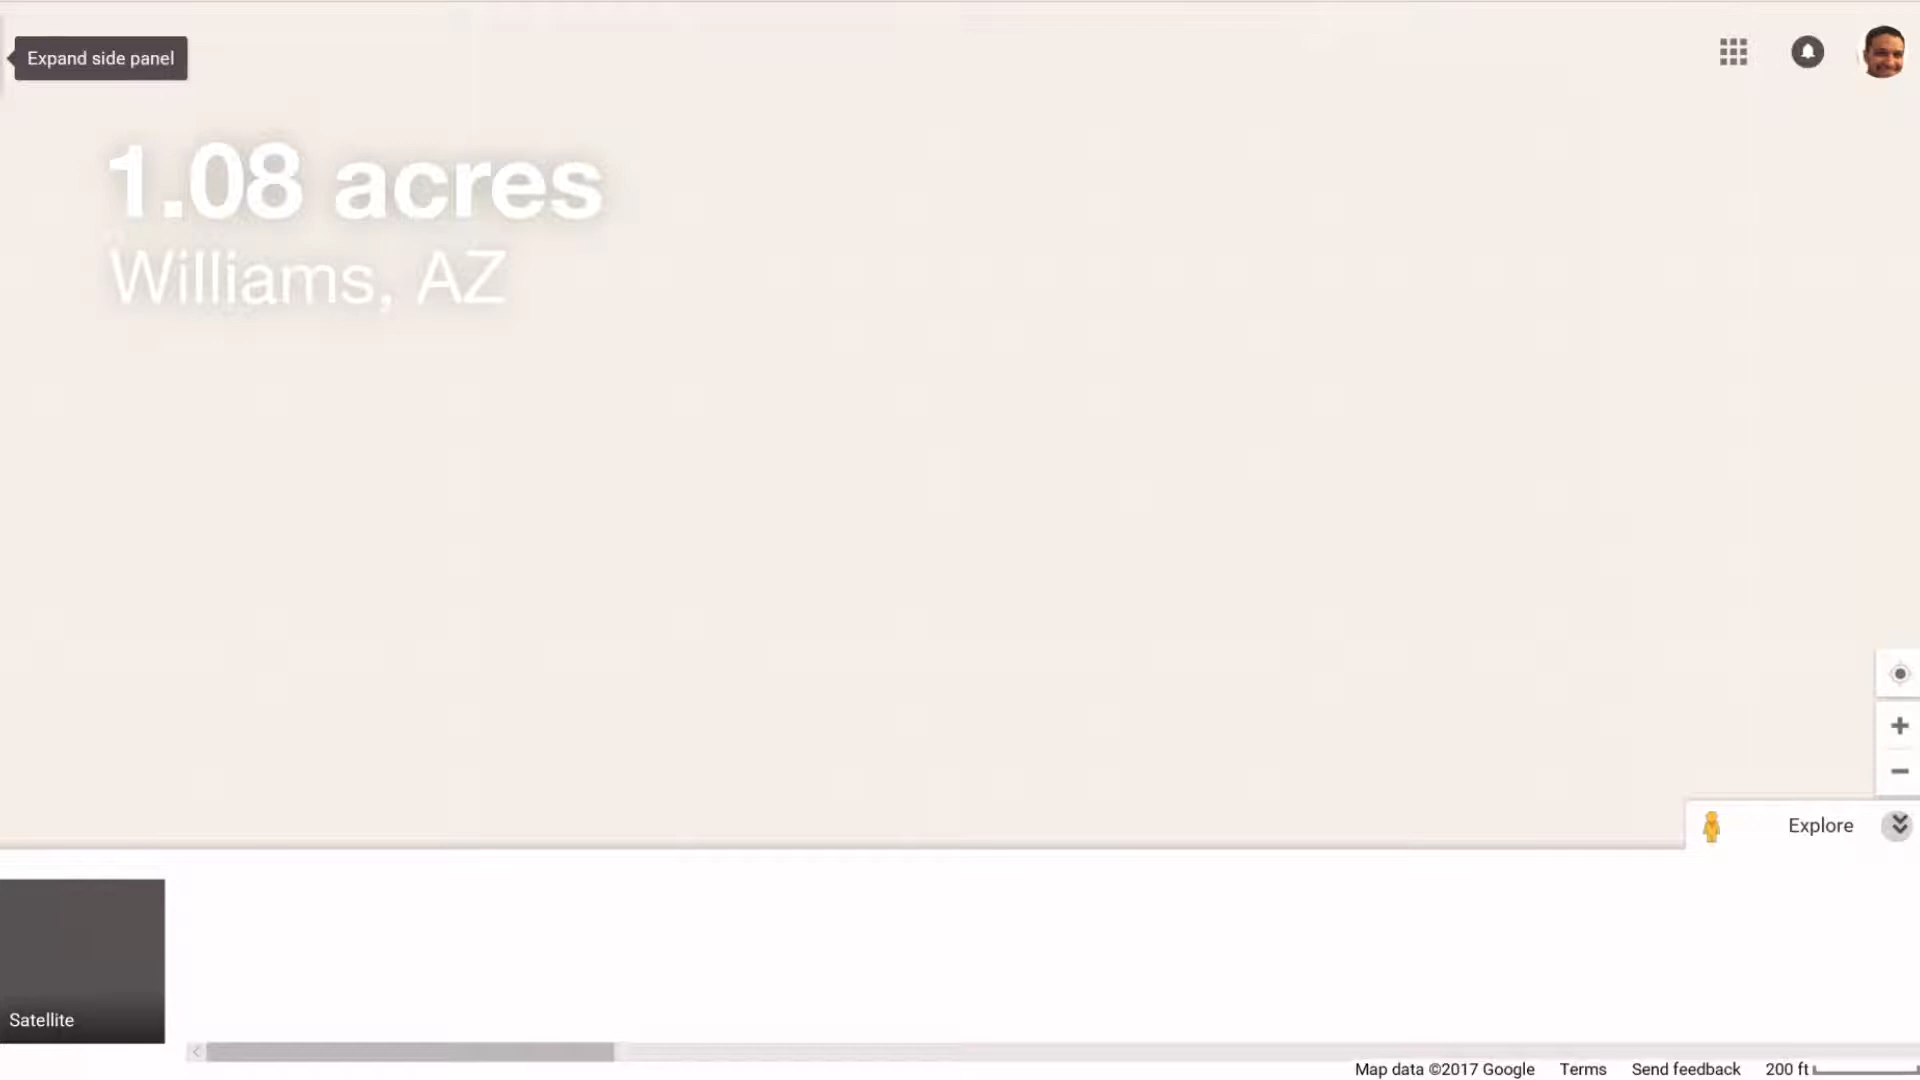 Expand side panel
1.08 acres
Williams, AZ
Explore
Satellite
Map data ©2017 Google Terms Send feedback 200 ft